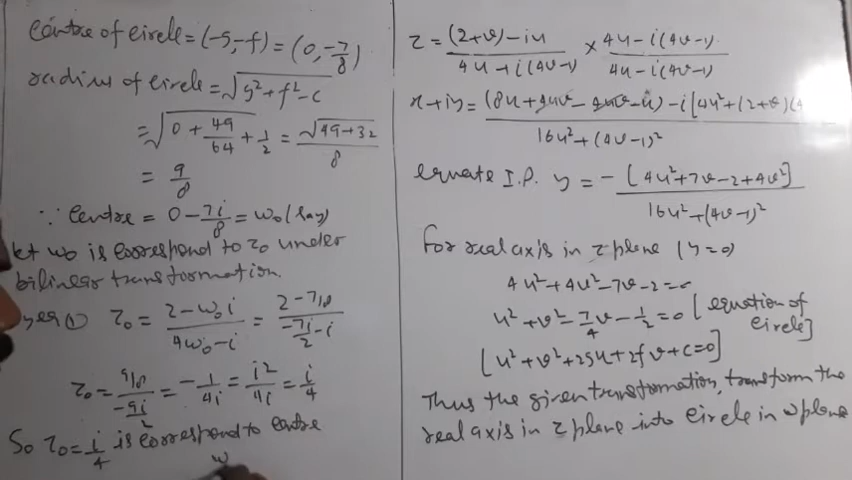 Centre of circle = (-g, -f) = (0, -7/8)
radius of circle = √g²+f²-c
= √0 + 49/64 + 1/2 = √49+32/8
= 9/8
∵ Centre = 0 - 7i/8 = w₀ (say)
let w₀ is correspond to z₀ under
bilinear transformation.
z₀ = 2-w₀i/4w₀-i = 2-7/8/-7i/2-i
z₀ = 9/8/-9i/2 = -1/4i = i²/4i = i/4
So z₀ = i/4 is correspond to centre
w
z = (2+v)-iu/4u+i(4v-1) × 4u-i(4v-1)/4u-i(4v-1)
x+iy = (8u+4uv-4uv-u)-i[4u²+(2+v)(4/16u²+(4v-1)²
equate I.P. y = -[4u²+7v-2+4v²]/16u²+(4v-1)²
For real axis in z plane (y=0)
4u²+4v²-7v-2=0
u²+v²-7/4v-1/2=0 [equation of circle]
[u²+v²+2gu+2fv+c=0]
Thus the given transformation, transform the
real axis in z plane into circle in w plane